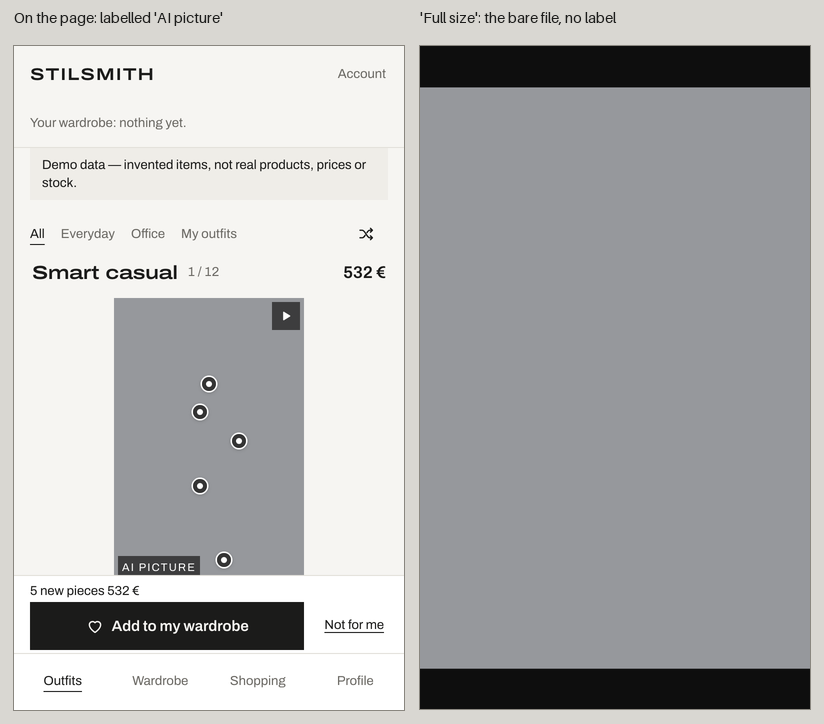 On the page: labelled 'AI picture'
'Full size': the bare file, no label
STILSMITH
Account
Your wardrobe: nothing yet.
Demo data — invented items, not real products, prices or
stock.
All Everyday Office My outfits
Smart casual 1 / 12 532 €
AI PICTURE
5 new pieces 532 €
Add to my wardrobe
Not for me
Outfits Wardrobe Shopping Profile